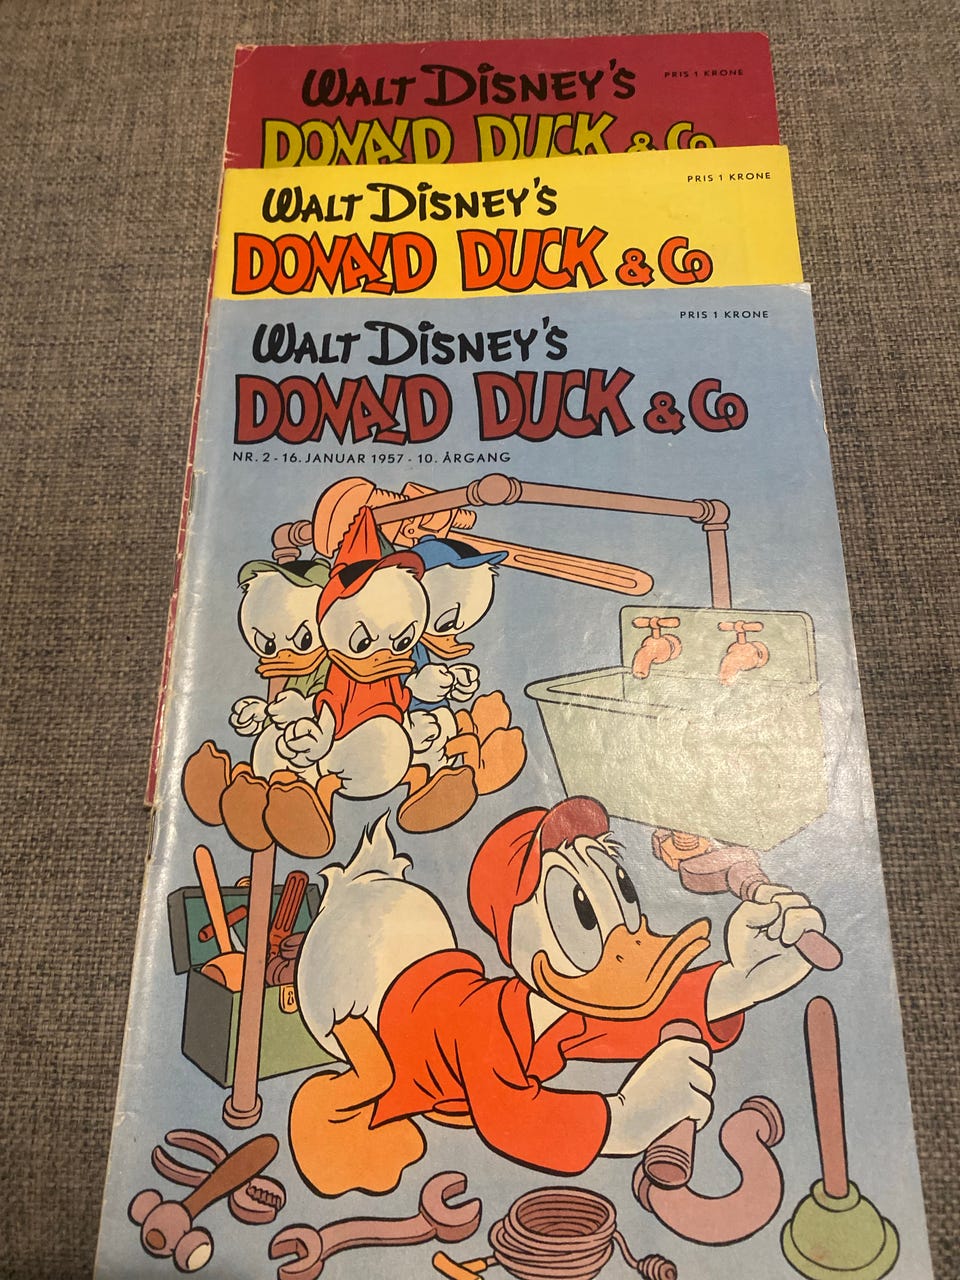 WALT DISNEY'S
PRIS 1 KRONE
DONALD DUCK & Co
WALT DISNEY'S
PRIS 1 KRONE
DONALD DUCK & Co
WALT DISNEY'S
PRIS 1 KRONE
DONALD DUCK & Co
NR. 2 - 16. JANUAR 1957 - 10. ÅRGANG